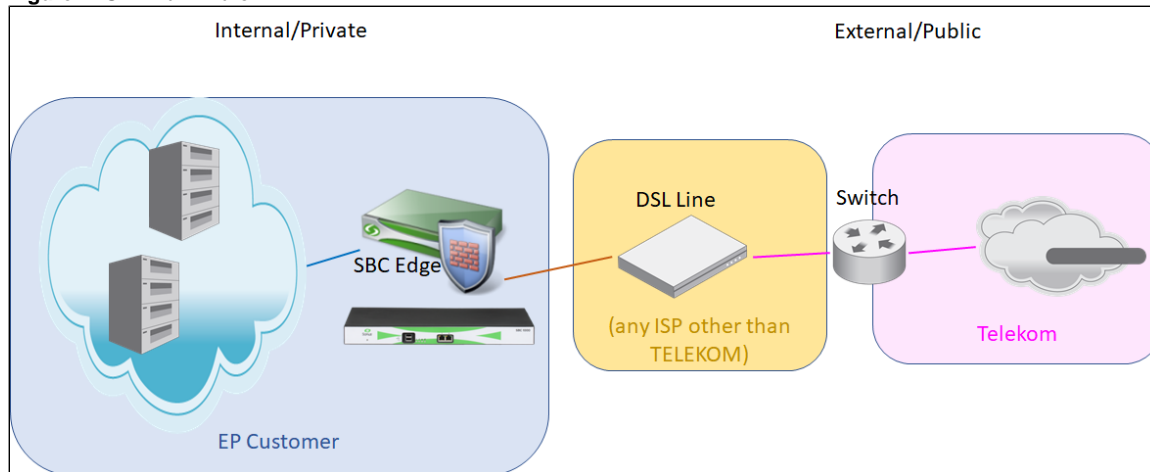 Internal/Private
External/Public
DSL Line
Switch
SBC Edge
(any ISP other than
TELEKOM)
Telekom
EP Customer